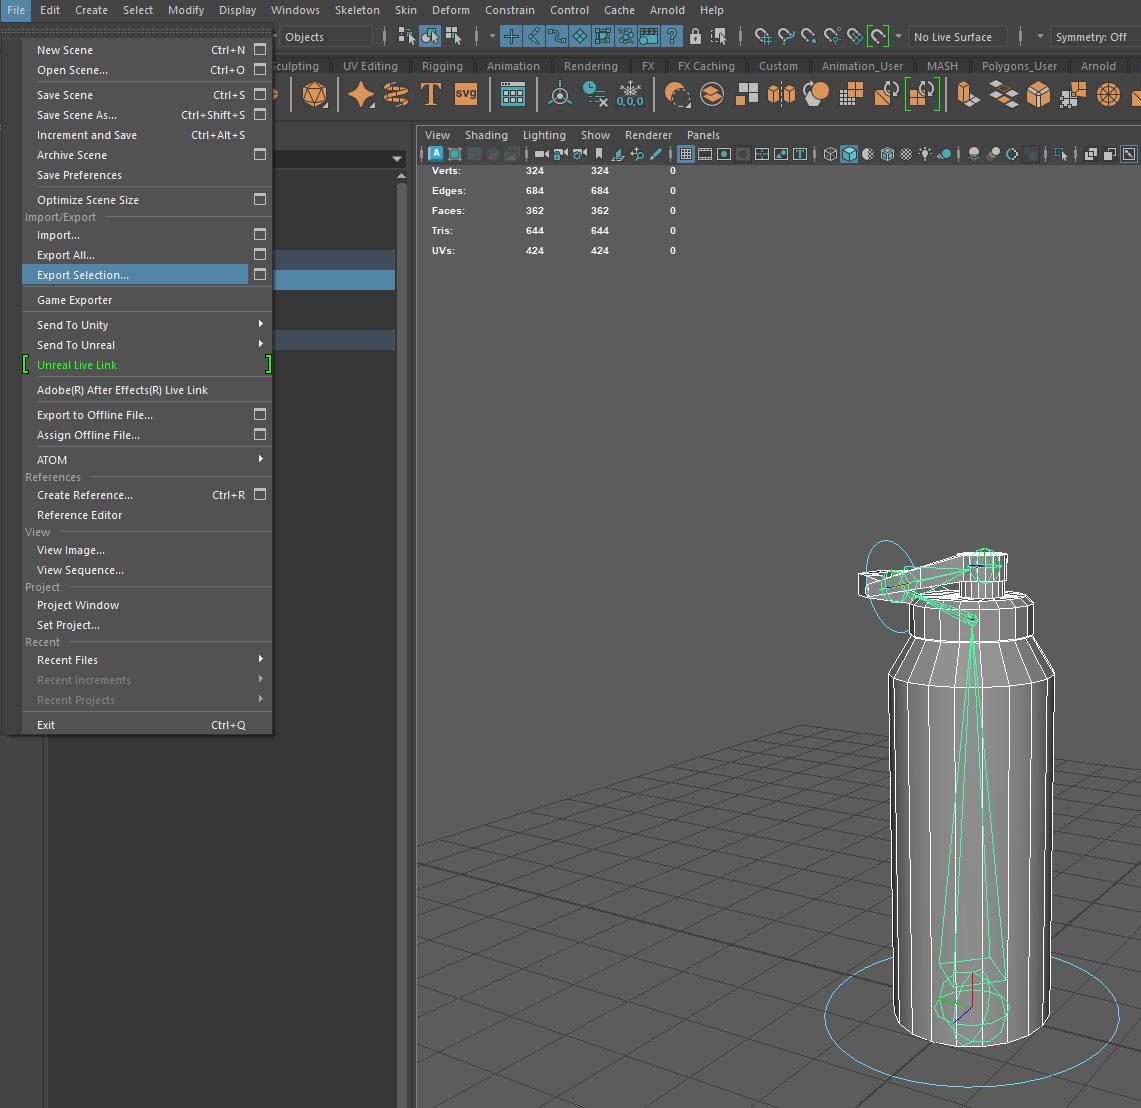 File Edit Create Select Modify Display Windows Skeleton Skin Deform Constrain Control Cache Arnold Help
Objects
No Live Surface
Symmetry: Off
Sculpting UV Editing Rigging Animation Rendering FX FX Caching Custom Animation_User MASH Polygons_User Arnold
T
SVG
0,0,0
View Shading Lighting Show Renderer Panels
Verts: 324 324 0
Edges: 684 684 0
Faces: 362 362 0
Tris: 644 644 0
UVs: 424 424 0
New Scene Ctrl+N
Open Scene... Ctrl+O
Save Scene Ctrl+S
Save Scene As... Ctrl+Shift+S
Increment and Save Ctrl+Alt+S
Archive Scene
Save Preferences
Optimize Scene Size
Import/Export
Import...
Export All...
Export Selection...
Game Exporter
Send To Unity
Send To Unreal
[ Unreal Live Link ]
Adobe(R) After Effects(R) Live Link
Export to Offline File...
Assign Offline File...
ATOM
References
Create Reference... Ctrl+R
Reference Editor
View
View Image...
View Sequence...
Project
Project Window
Set Project...
Recent
Recent Files
Recent Increments
Recent Projects
Exit Ctrl+Q